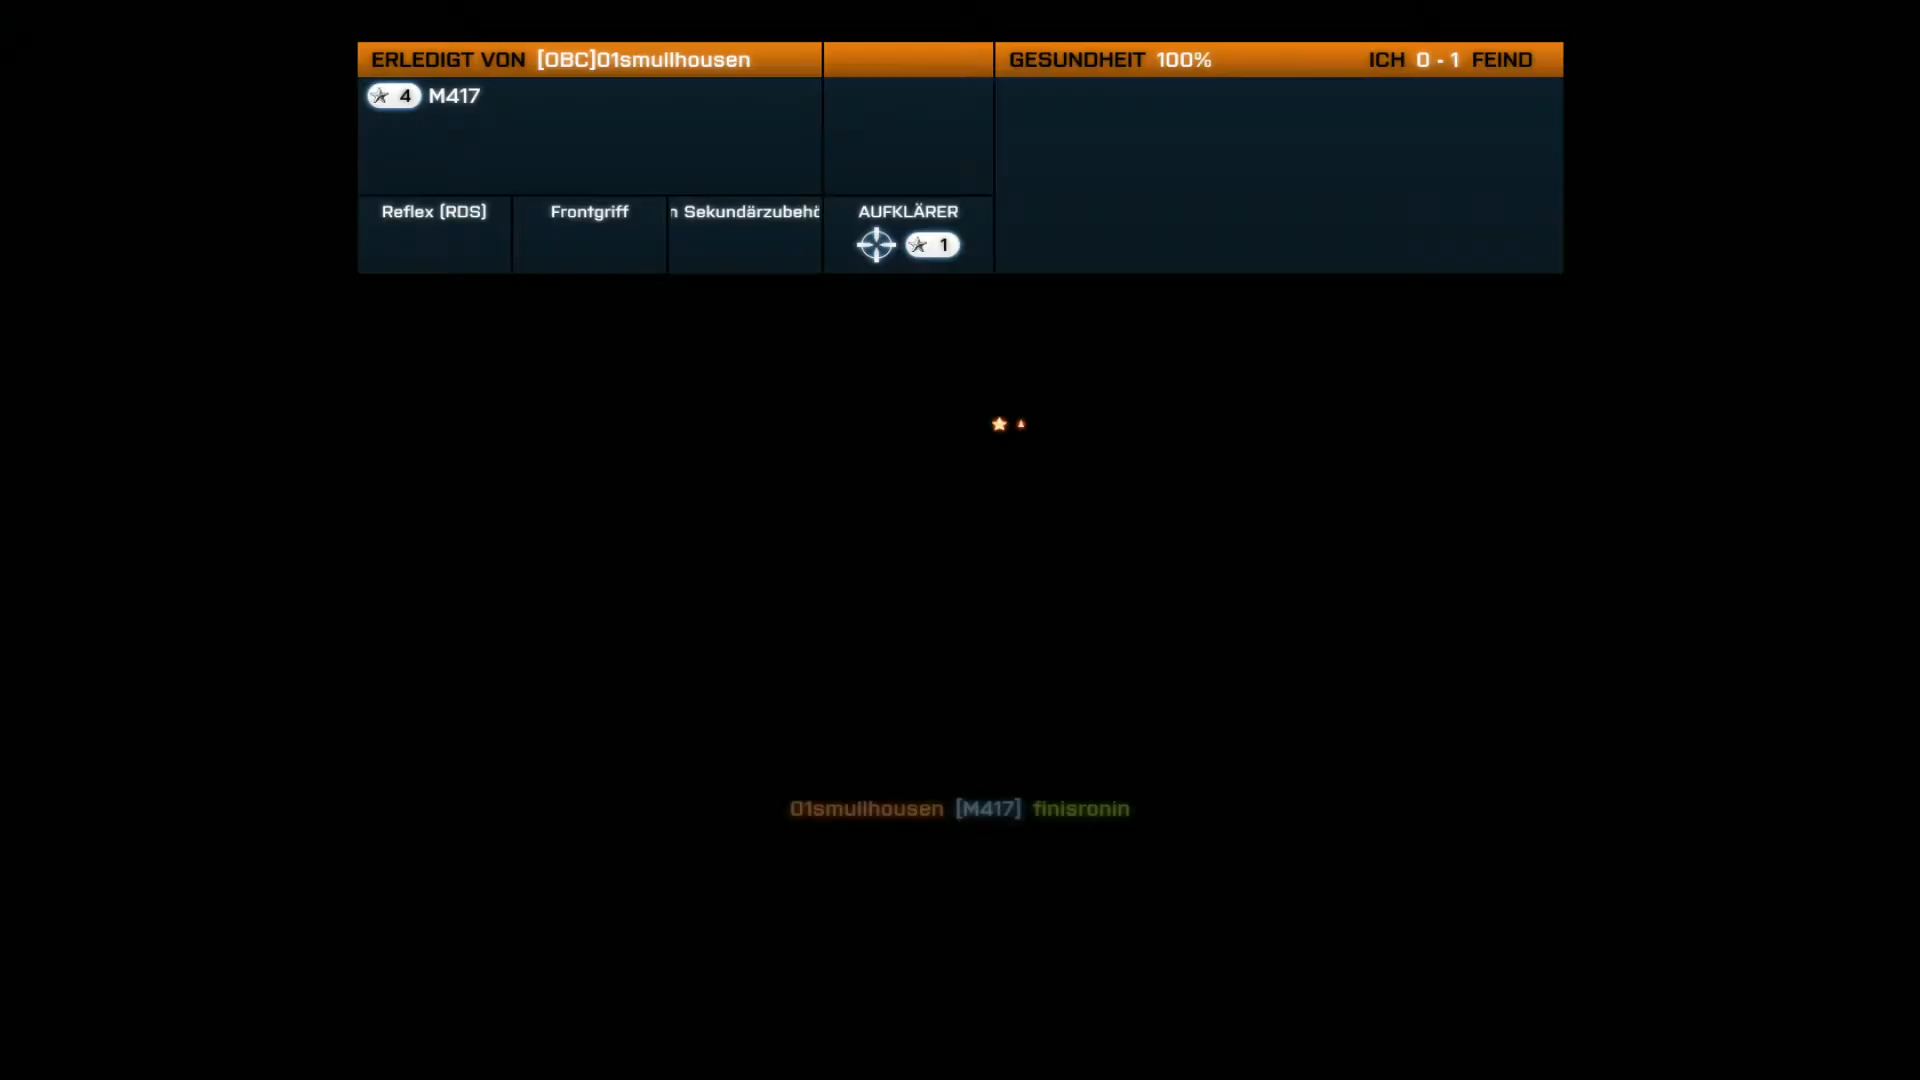 ERLEDIGT VON [OBC]01smullhousen
GESUNDHEIT 100% ICH 0 - 1 FEIND
4 M417
Reflex [RDS] Frontgriff n Sekundärzubehö AUFKLÄRER
1
01smullhousen [M417] finisronin